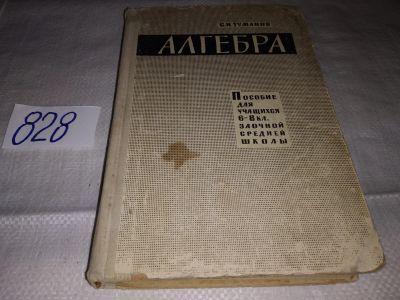 828
С.И.ТУМАНОВ
АЛГЕБРА
ПОСОБИЕ
ДЛЯ
УЧАЩИХСЯ
6-8 КЛ.
ЗАОЧНОЙ
СРЕДНЕЙ
ШКОЛЫ